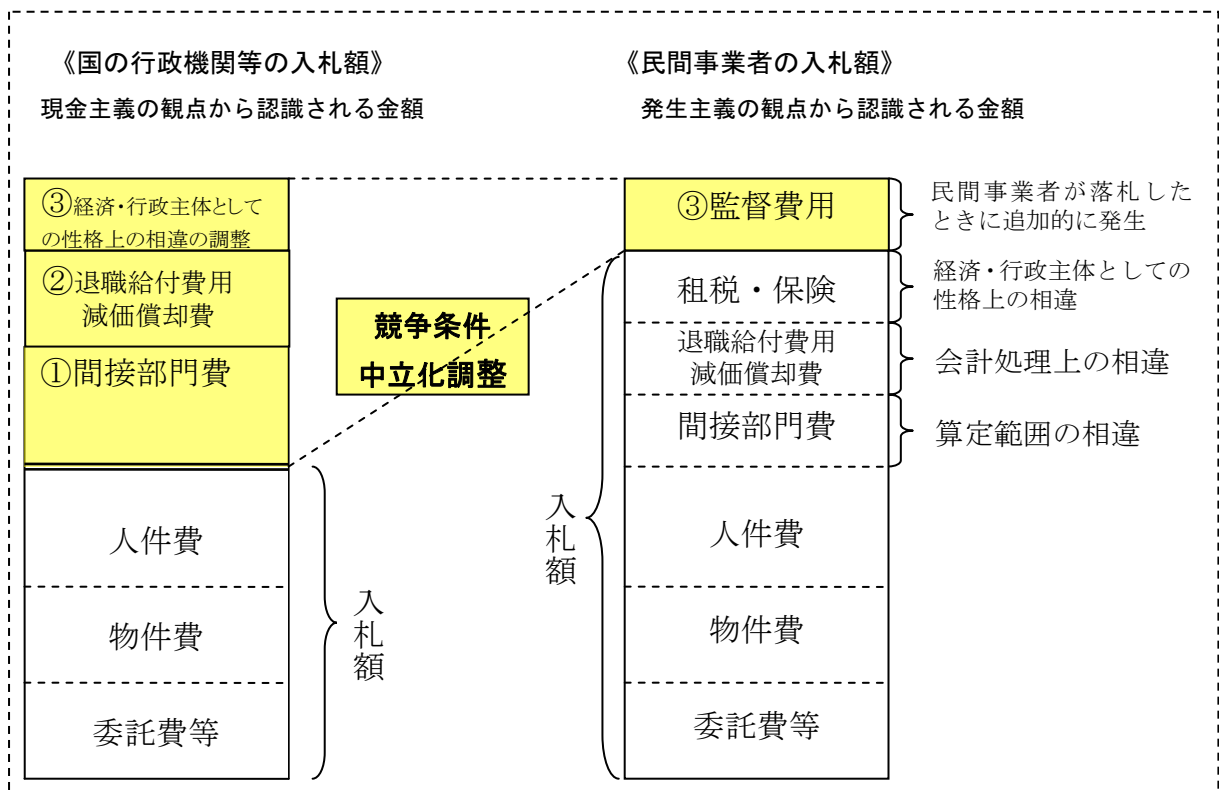 《国の行政機関等の入札額》
現金主義の観点から認識される金額
③経済・行政主体として
の性格上の相違の調整
②退職給付費用
減価償却費
①間接部門費
人件費
物件費
委託費等
入札額
競争条件
中立化調整
《民間事業者の入札額》
発生主義の観点から認識される金額
③監督費用
租税・保険
退職給付費用
減価償却費
間接部門費
人件費
物件費
委託費等
入札額
民間事業者が落札した
ときに追加的に発生
経済・行政主体としての
性格上の相違
会計処理上の相違
算定範囲の相違